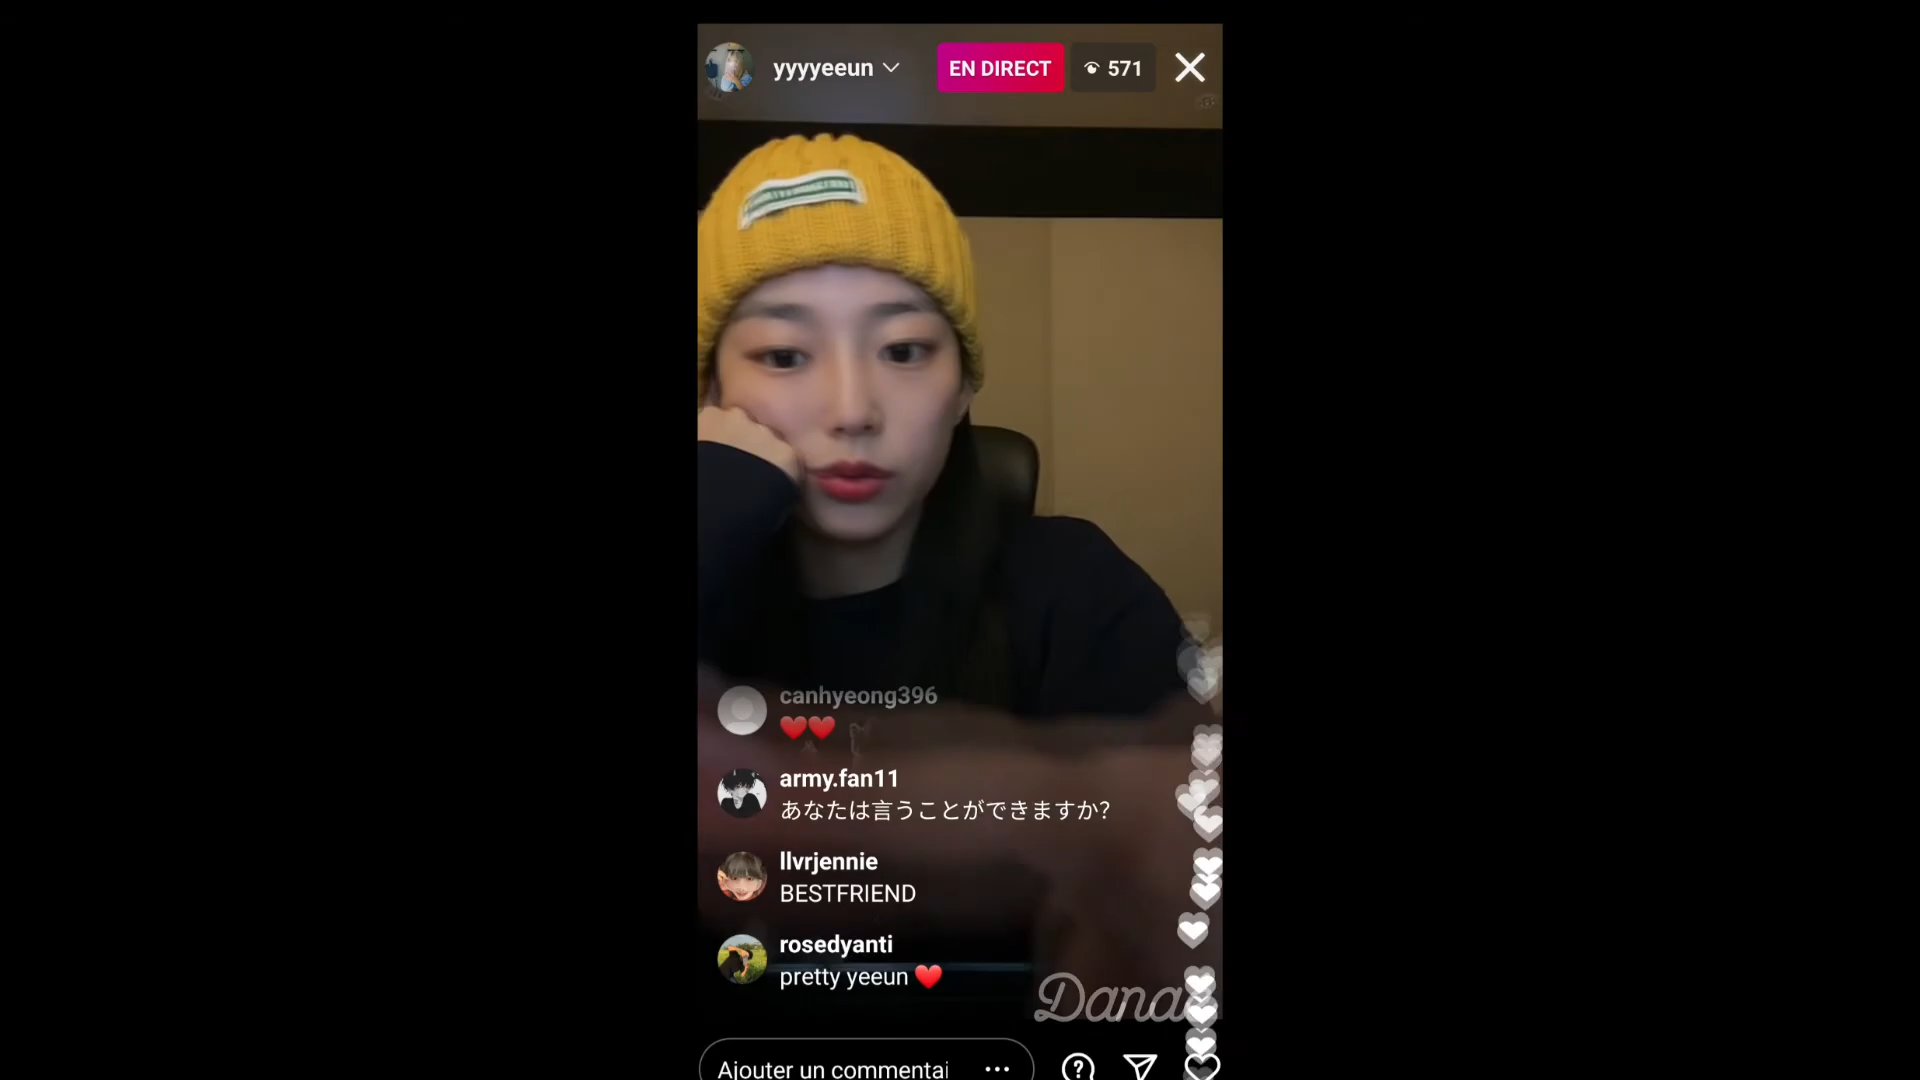 yyyyeeun
EN DIRECT
571
canhyeong396
❤️❤️
army.fan11
あなたは言うことができますか?
llvrjennie
BESTFRIEND
rosedyanti
pretty yeeun ❤️
Ajouter un commentai